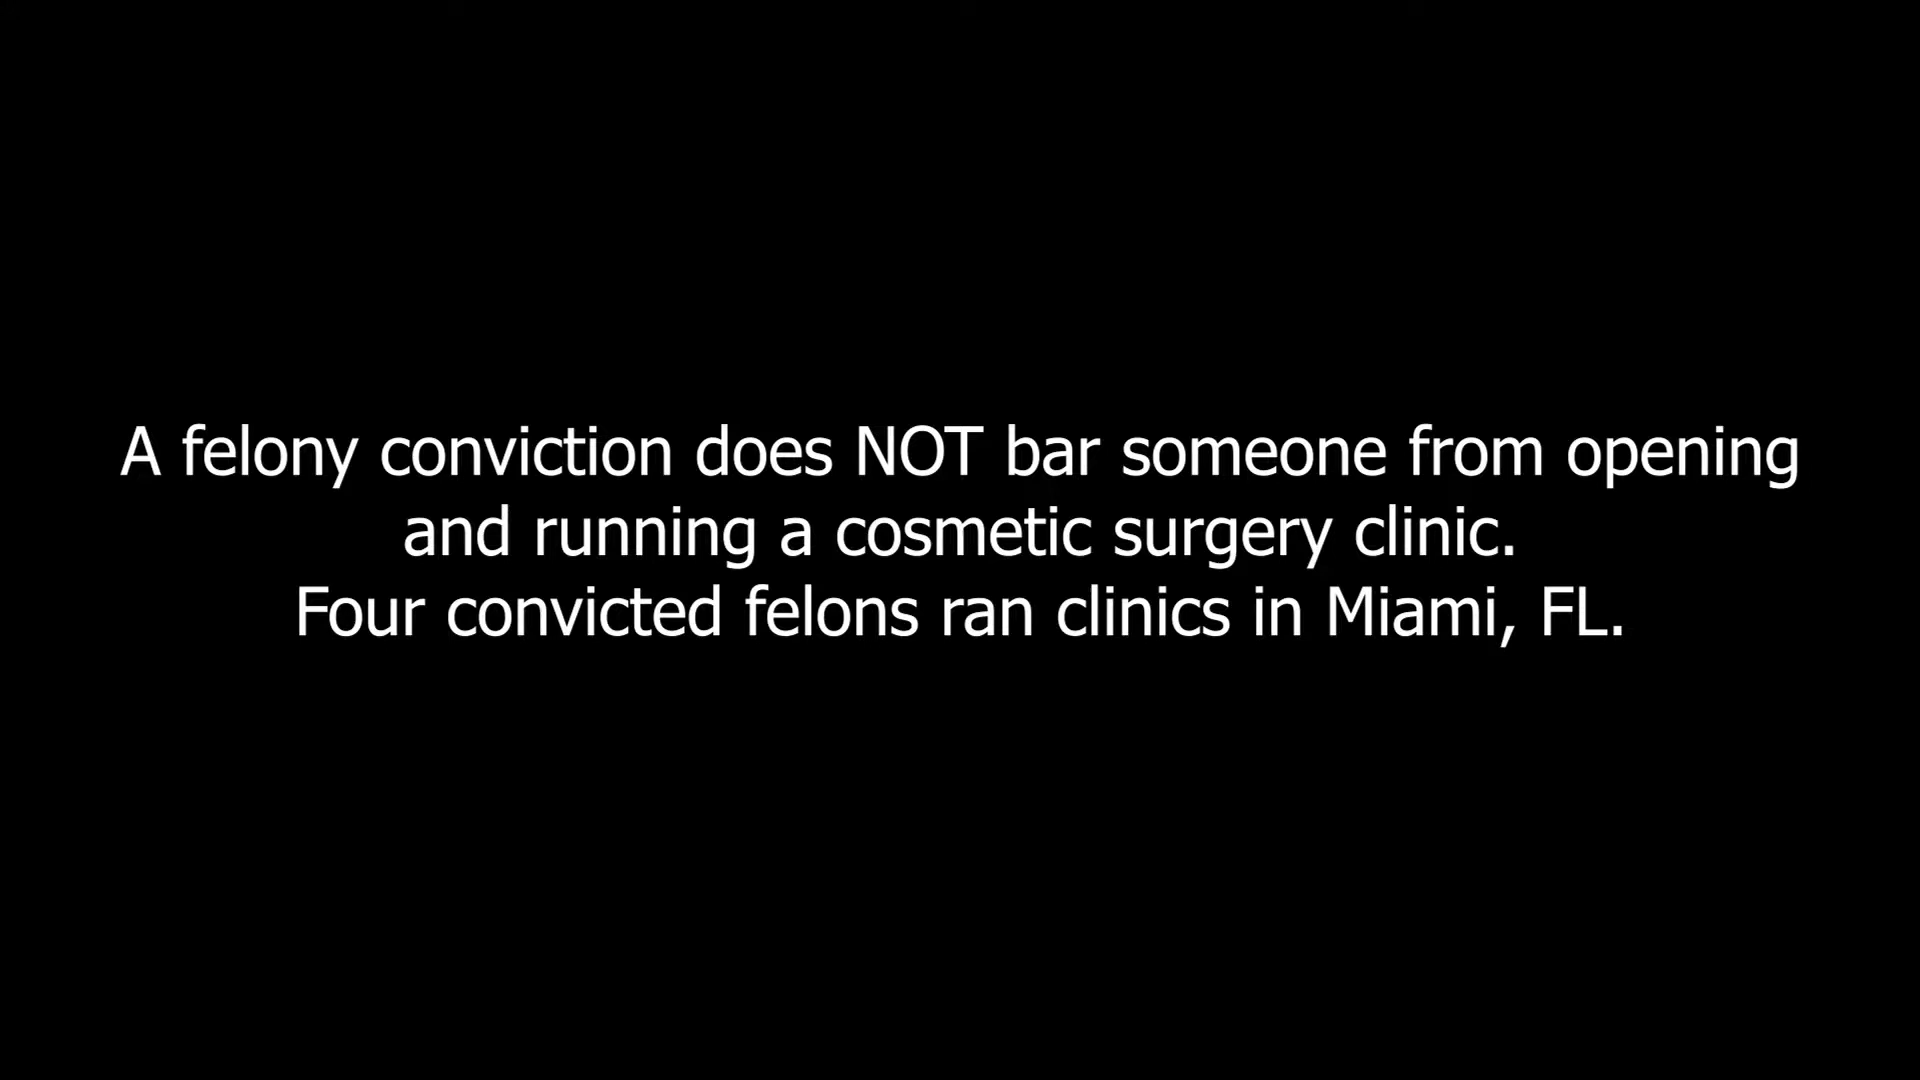 A felony conviction does NOT bar someone from opening
and running a cosmetic surgery clinic.
Four convicted felons ran clinics in Miami, FL.